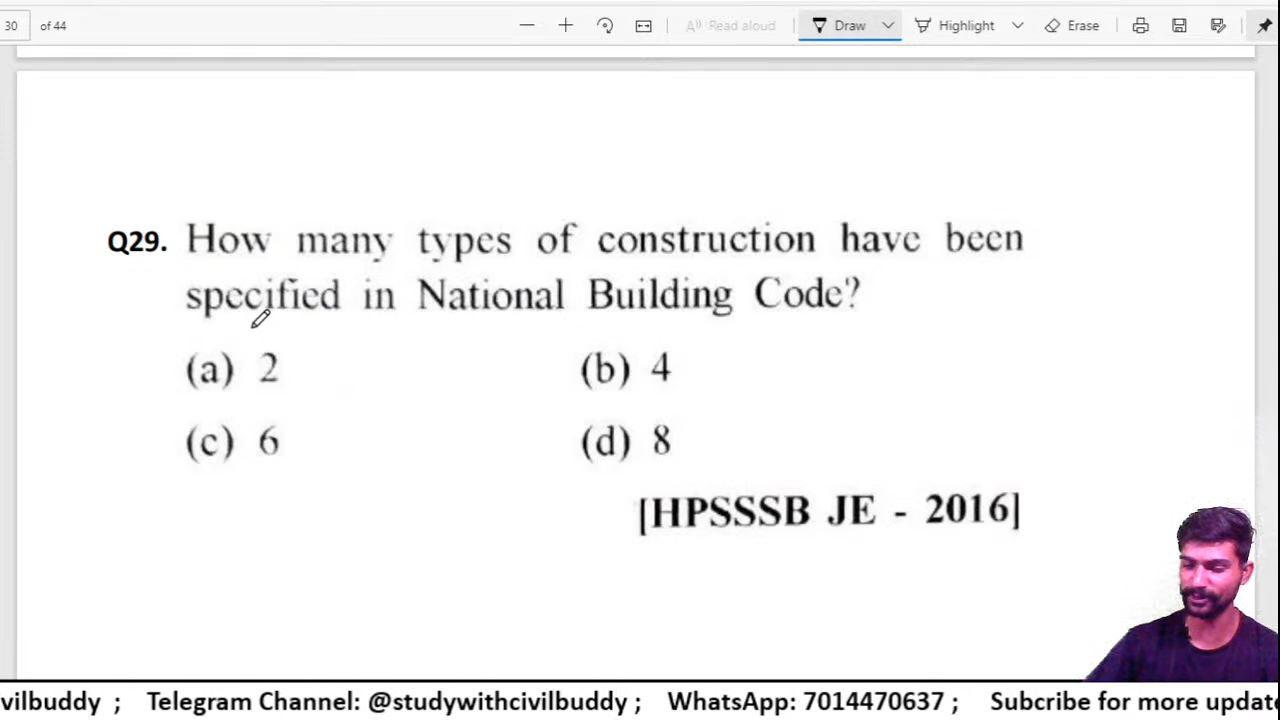 30 of 44 Read aloud Draw Highlight Erase
Q29. How many types of construction have been
specified in National Building Code?
(a) 2 (b) 4
(c) 6 (d) 8
[HPSSSB JE - 2016]
vilbuddy ; Telegram Channel: @studywithcivilbuddy ; WhatsApp: 7014470637 ; Subcribe for more update